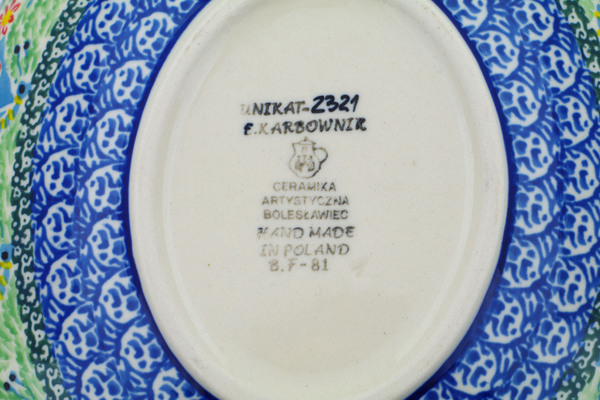 UNIKAT-2321
E.KARBOWNIK
CERAMIKA
ARTYSTYCZNA
BOLESŁAWIEC
HAND MADE
IN POLAND
B.F-81